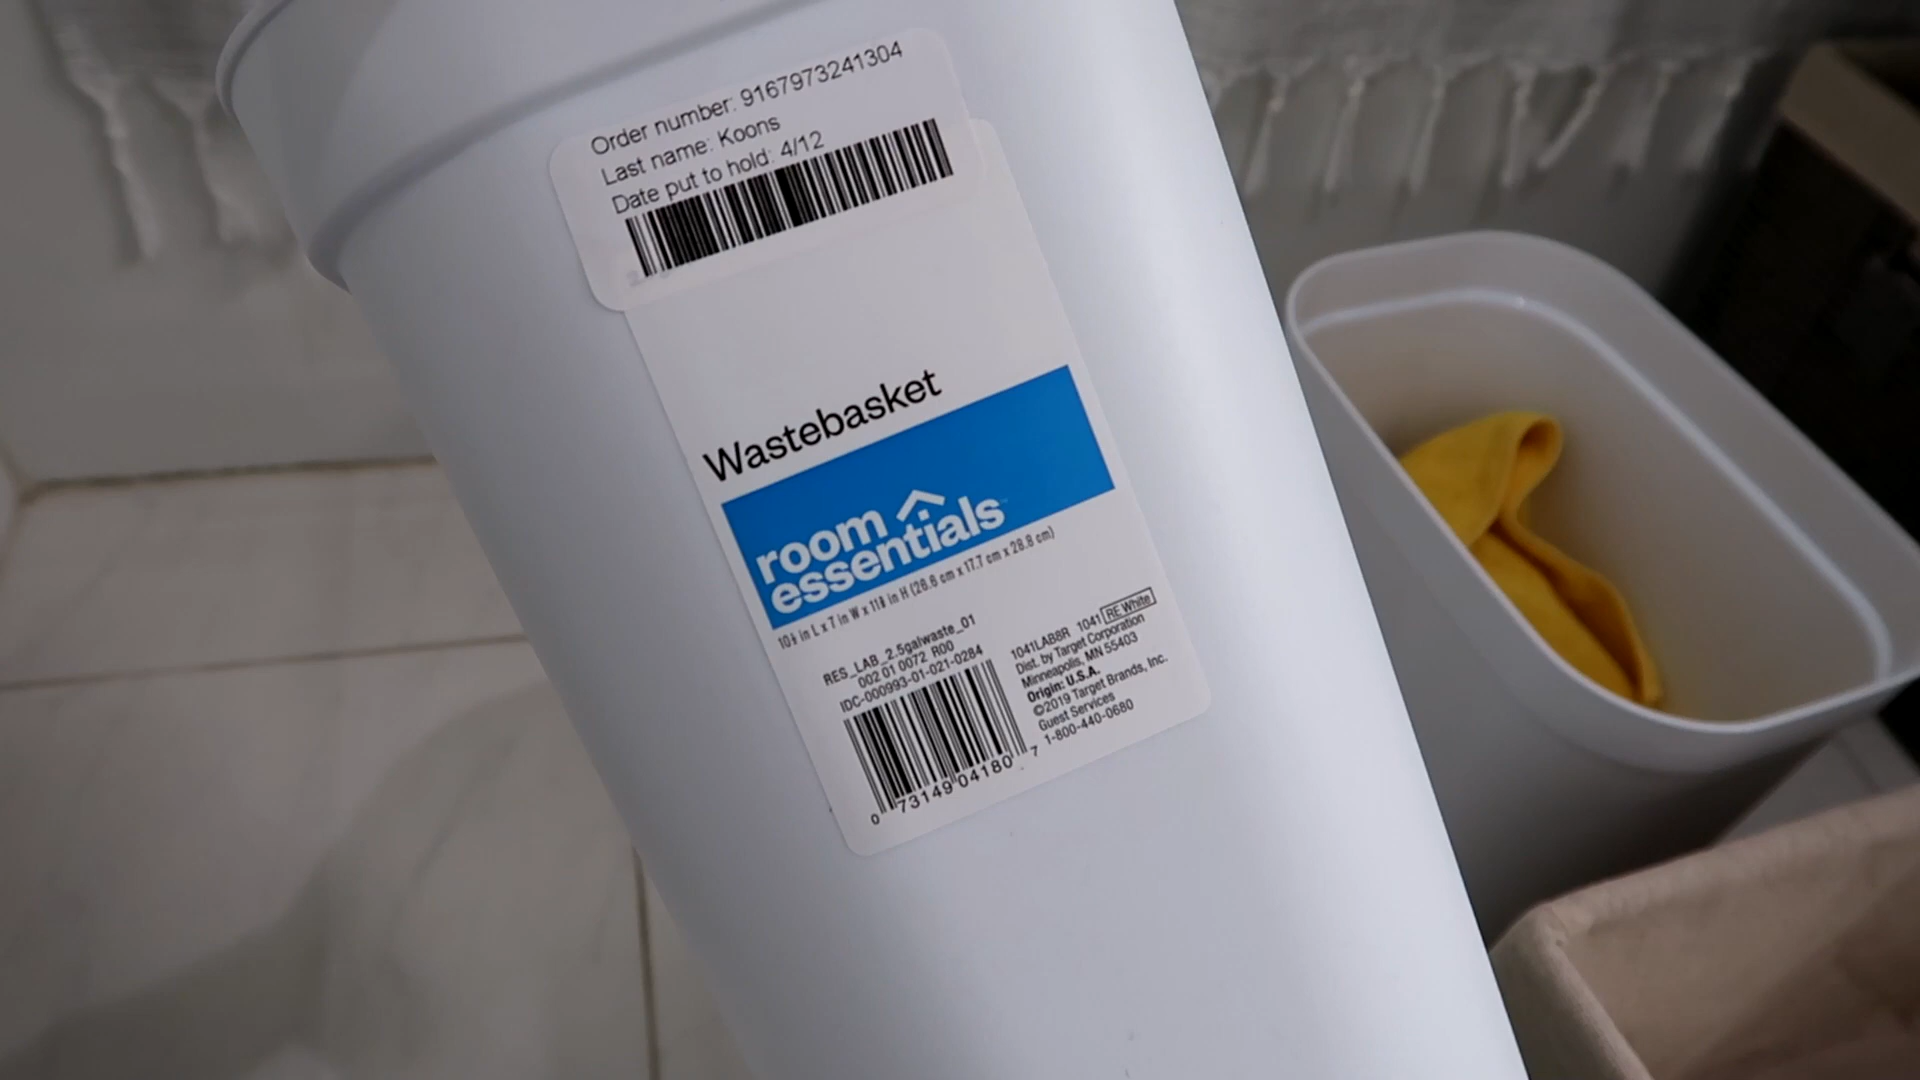 Order number: 9167973241304
Last name: Koons
Date put to hold: 4/12
Wastebasket
room
essentials
RES_LAB_2.5galwaste_01
002 01 0072 R00
IDC-000993-01-021-0284
0 73149 04180 7
1041LAB8R 1041 RE White
Dist. by Target Corporation
Minneapolis, MN 55403
Origin: U.S.A.
©2019 Target Brands, Inc.
Guest Services
1-800-440-0680